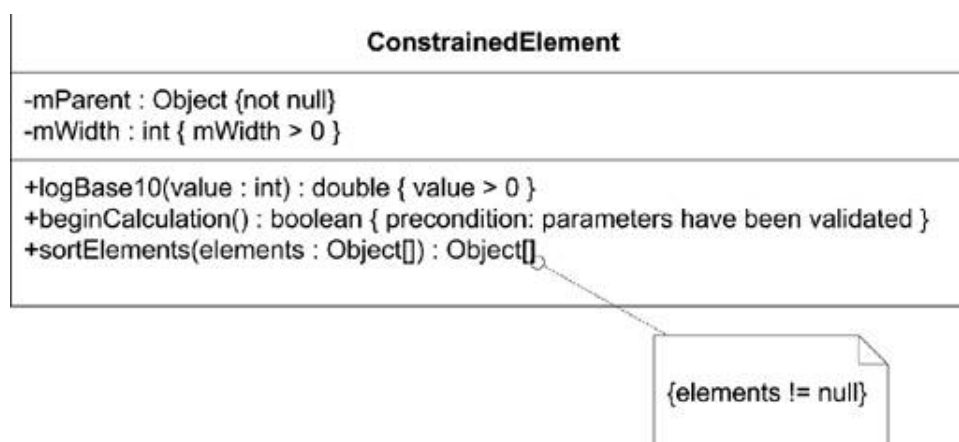 ConstrainedElement
-mParent : Object {not null}
-mWidth : int { mWidth > 0 }
+logBase10(value : int) : double { value > 0 }
+beginCalculation() : boolean { precondition: parameters have been validated }
+sortElements(elements : Object[]) : Object[]
{elements != null}